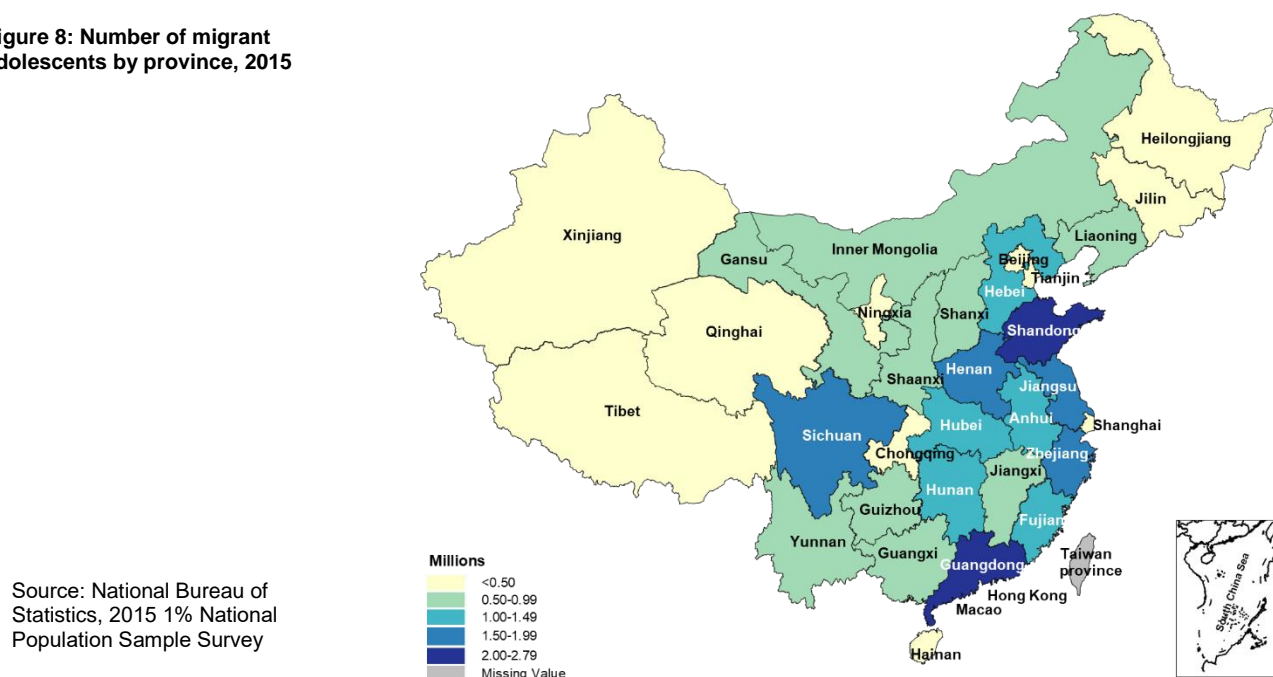 igure 8: Number of migrant
dolescents by province, 2015
Heilongjiang
Jilin
Xinjiang
Liaoning
Inner Mongolia
Gansu
Beijing
Tianjin
Hebei
Ningxia
Shanxi
Qinghai
Shandong
Henan
Shaanxi
Jiangsu
Tibet
Anhui
Hubei
Shanghai
Sichuan
Chongqing
Zbejiang
Jiangxi
Hunan
Guizhou
Fujian
Yunnan
Guangxi
Taiwan
province
Guangdong
Hong Kong
Macao
Hainan
South China Sea
Millions
<0.50
0.50-0.99
1.00-1.49
1.50-1.99
2.00-2.79
Missing Value
Source: National Bureau of
Statistics, 2015 1% National
Population Sample Survey